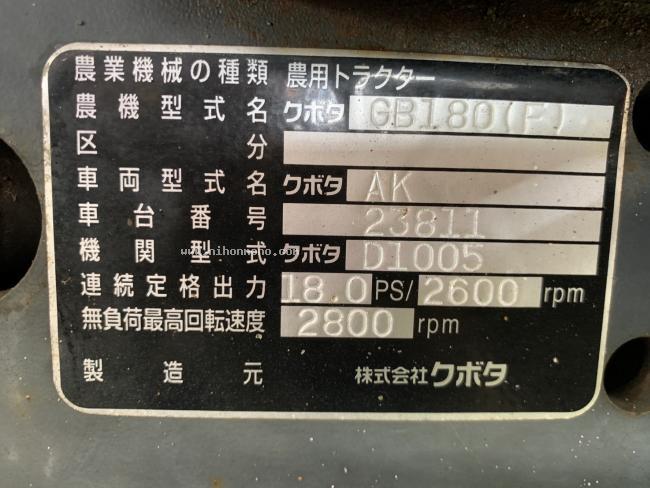 農業機械の種類 農用トラクター
農機型式名 クボタ GB180(F)
区分
車両型式名 クボタ AK
車台番号 23811
機関型式 クボタ D1005
連続定格出力 18.0 PS/ 2600 rpm
無負荷最高回転速度 2800 rpm
製造元 株式会社クボタ